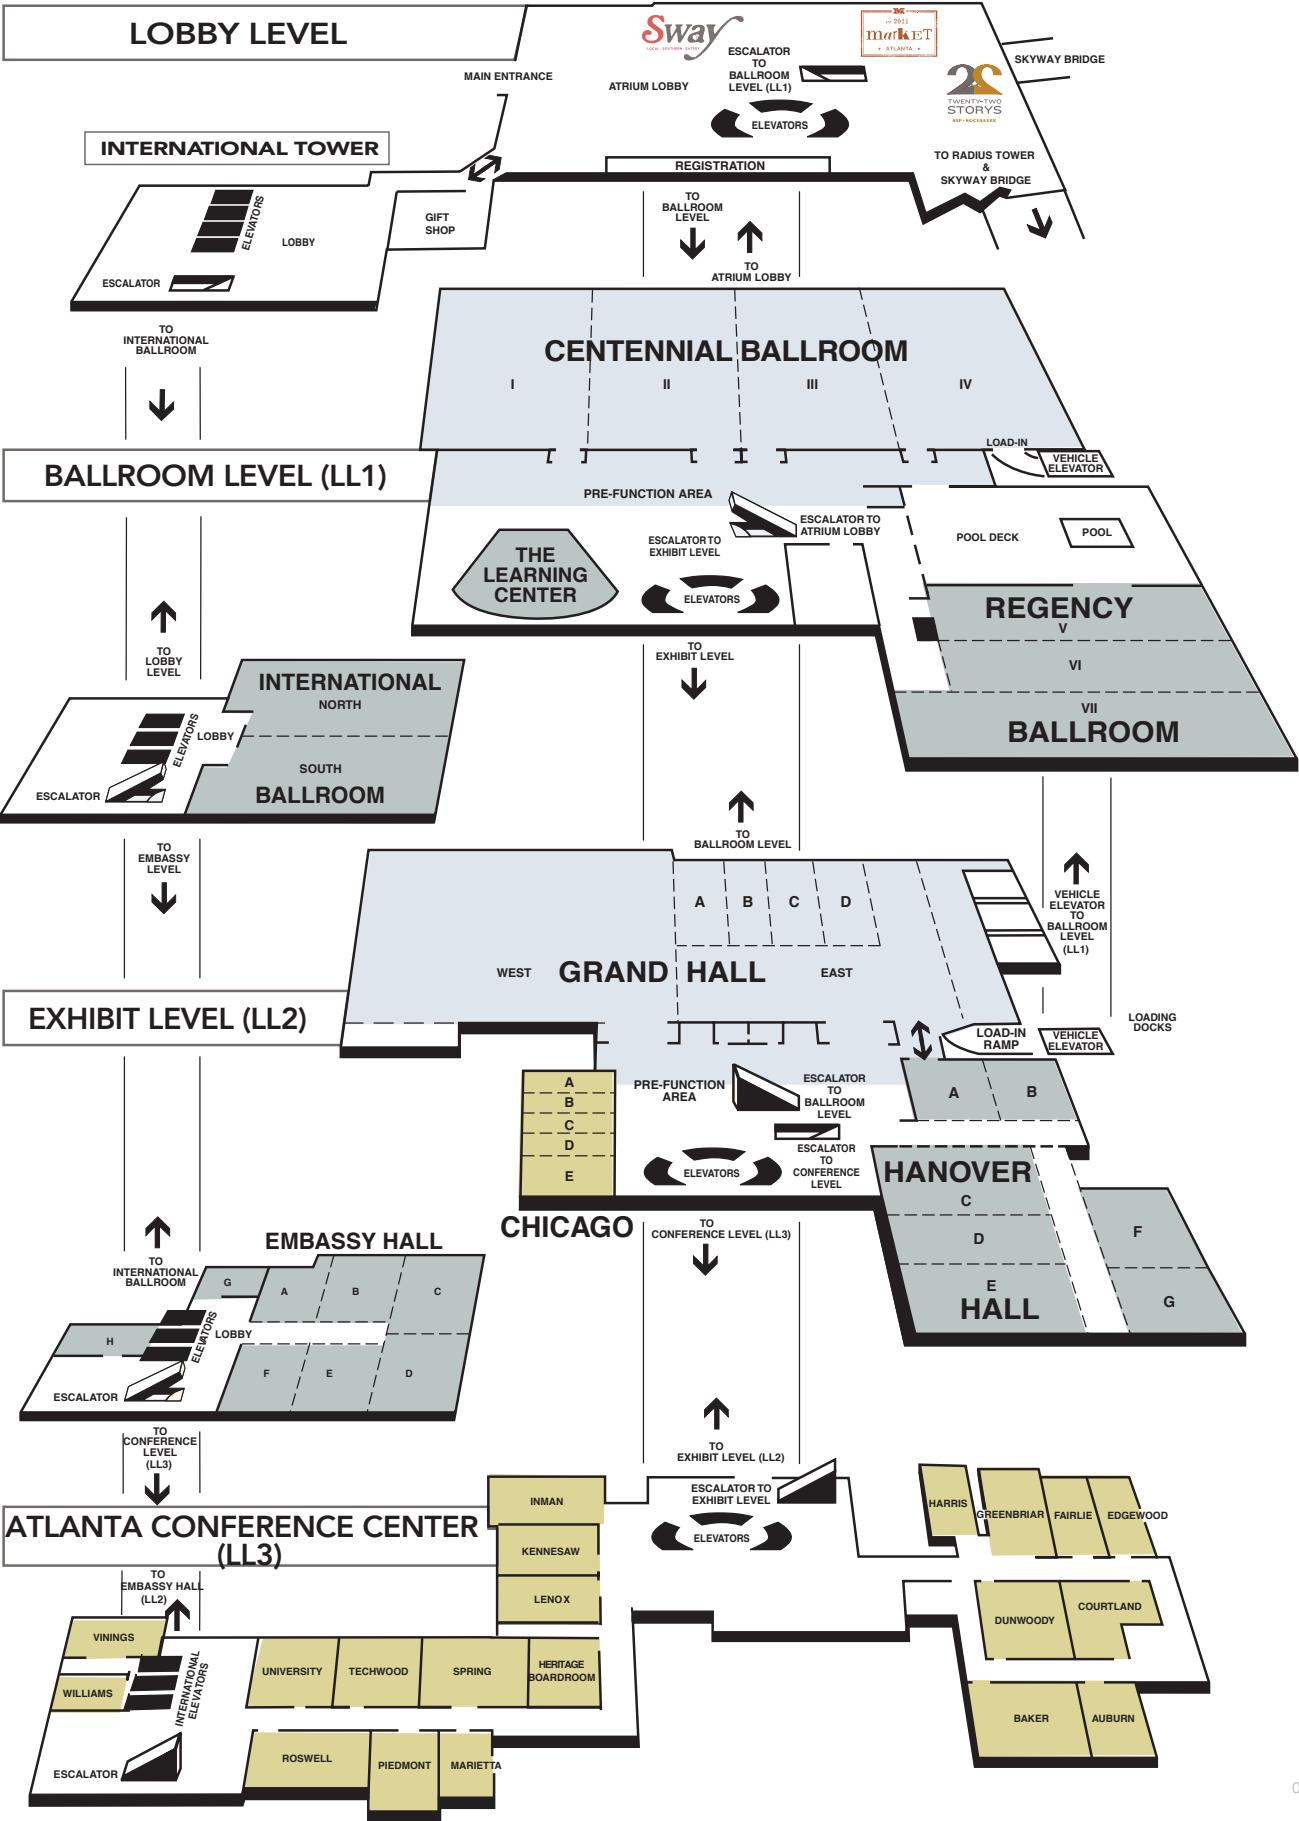 LOBBY LEVEL
Sway
LOCAL. SOUTHERN. EATERY
M
EST 2011
market
• ATLANTA •
ESCALATOR
TO
BALLROOM
LEVEL (LL1)
SKYWAY BRIDGE
MAIN ENTRANCE
ATRIUM LOBBY
22
TWENTY-TWO
STORYS
SIP • SOCIALIZE
ELEVATORS
INTERNATIONAL TOWER
REGISTRATION
TO RADIUS TOWER
&
SKYWAY BRIDGE
ELEVATORS
LOBBY
GIFT
SHOP
TO
BALLROOM
LEVEL
TO
ATRIUM LOBBY
ESCALATOR
TO
INTERNATIONAL
BALLROOM
CENTENNIAL BALLROOM
I
II
III
IV
BALLROOM LEVEL (LL1)
LOAD-IN
VEHICLE
ELEVATOR
PRE-FUNCTION AREA
ESCALATOR TO
ATRIUM LOBBY
ESCALATOR TO
EXHIBIT LEVEL
POOL DECK
POOL
THE
LEARNING
CENTER
ELEVATORS
REGENCY
V
VI
VII
BALLROOM
TO
LOBBY
LEVEL
TO
EXHIBIT LEVEL
INTERNATIONAL
NORTH
ELEVATORS
LOBBY
SOUTH
BALLROOM
ESCALATOR
TO
EMBASSY
LEVEL
TO
BALLROOM LEVEL
A
B
C
D
VEHICLE
ELEVATOR
TO
BALLROOM
LEVEL
(LL1)
WEST
GRAND HALL
EAST
EXHIBIT LEVEL (LL2)
LOADING
DOCKS
LOAD-IN
RAMP
VEHICLE
ELEVATOR
A
B
C
D
E
CHICAGO
PRE-FUNCTION
AREA
ESCALATOR
TO
BALLROOM
LEVEL
ESCALATOR
TO
CONFERENCE
LEVEL
ELEVATORS
A
B
HANOVER
C
D
E
HALL
F
G
TO
CONFERENCE LEVEL (LL3)
EMBASSY HALL
TO
INTERNATIONAL
BALLROOM
G
A
B
C
H
ELEVATORS
LOBBY
F
E
D
ESCALATOR
TO
CONFERENCE
LEVEL
(LL3)
TO
EXHIBIT LEVEL (LL2)
ESCALATOR TO
EXHIBIT LEVEL
ELEVATORS
ATLANTA CONFERENCE CENTER
(LL3)
INMAN
KENNESAW
LENOX
HARRIS
GREENBRIAR
FAIRLIE
EDGEWOOD
TO
EMBASSY HALL
(LL2)
DUNWOODY
COURTLAND
VININGS
WILLIAMS
INTERNATIONAL
ELEVATORS
UNIVERSITY
TECHWOOD
SPRING
HERITAGE
BOARDROOM
BAKER
AUBURN
ROSWELL
PIEDMONT
MARIETTA
ESCALATOR